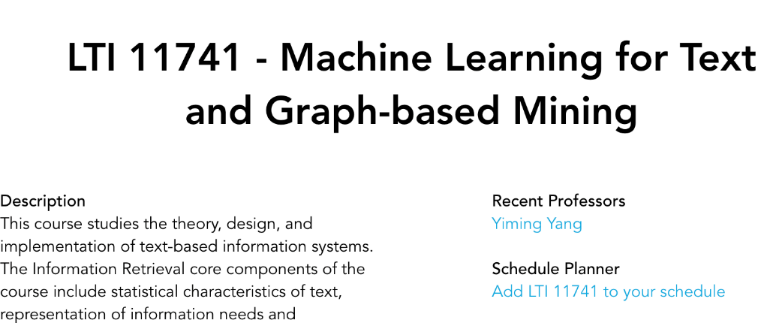 LTI 11741 - Machine Learning for Text
and Graph-based Mining
Description
This course studies the theory, design, and
implementation of text-based information systems.
The Information Retrieval core components of the
course include statistical characteristics of text,
representation of information needs and
Recent Professors
Yiming Yang
Schedule Planner
Add LTI 11741 to your schedule